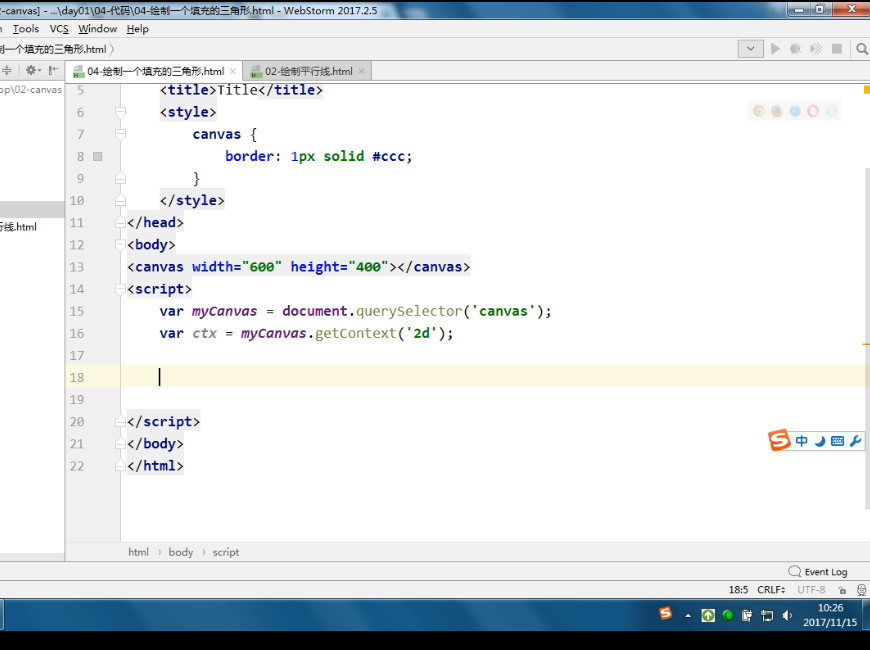 2-canvas] - ...\day01\04-代码\04-绘制一个填充的三角形.html - WebStorm 2017.2.5
Tools VCS Window Help
一个填充的三角形.html
04-绘制一个填充的三角形.html × 02-绘制平行线.html ×
op\02-canvas
行线.html
5 <title>Title</title>
6 <style>
7 canvas {
8 border: 1px solid #ccc;
9 }
10 </style>
11 </head>
12 <body>
13 <canvas width="600" height="400"></canvas>
14 <script>
15 var myCanvas = document.querySelector('canvas');
16 var ctx = myCanvas.getContext('2d');
17
18
19
20 </script>
21 </body>
22 </html>
中
html › body › script
Event Log
18:5 CRLF÷ UTF-8
10:26
2017/11/15